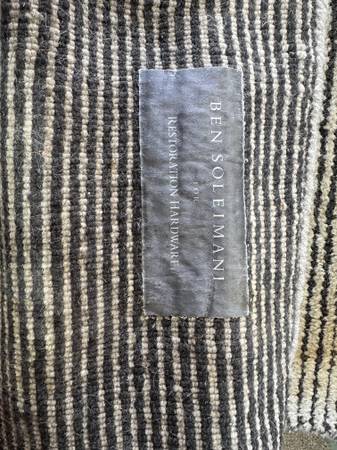 BEN SOLEIMANI
FOR
RESTORATION HARDWARE